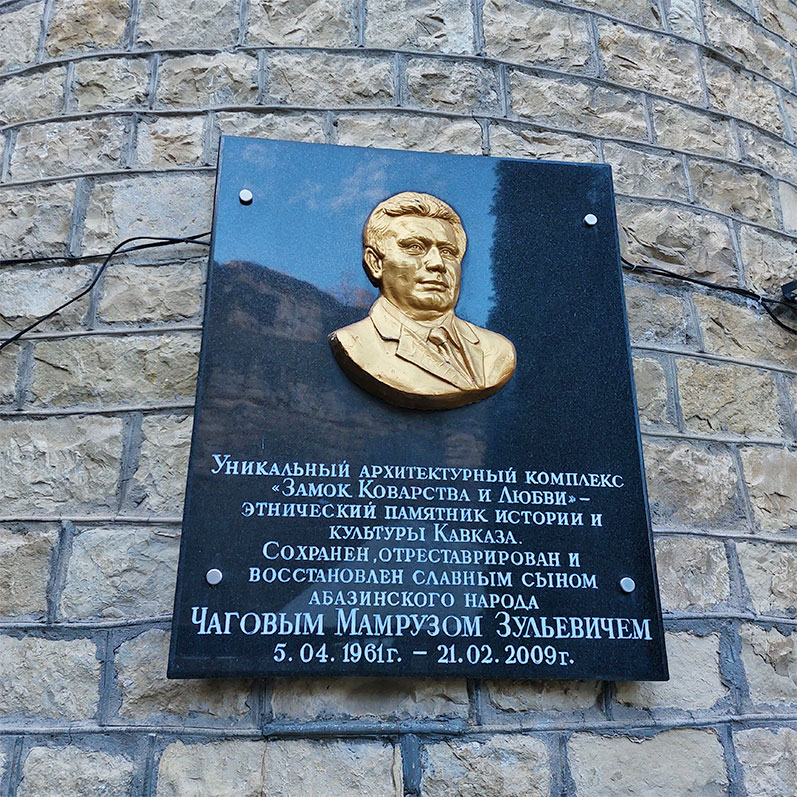 Уникальный архитектурный комплекс
«Замок Коварства и Любви» –
этнический памятник истории и
культуры Кавказа.
Сохранен, отреставрирован и
восстановлен славным сыном
абазинского народа
Чаговым Мамрузом Зульевичем
5.04.1961г. – 21.02.2009г.